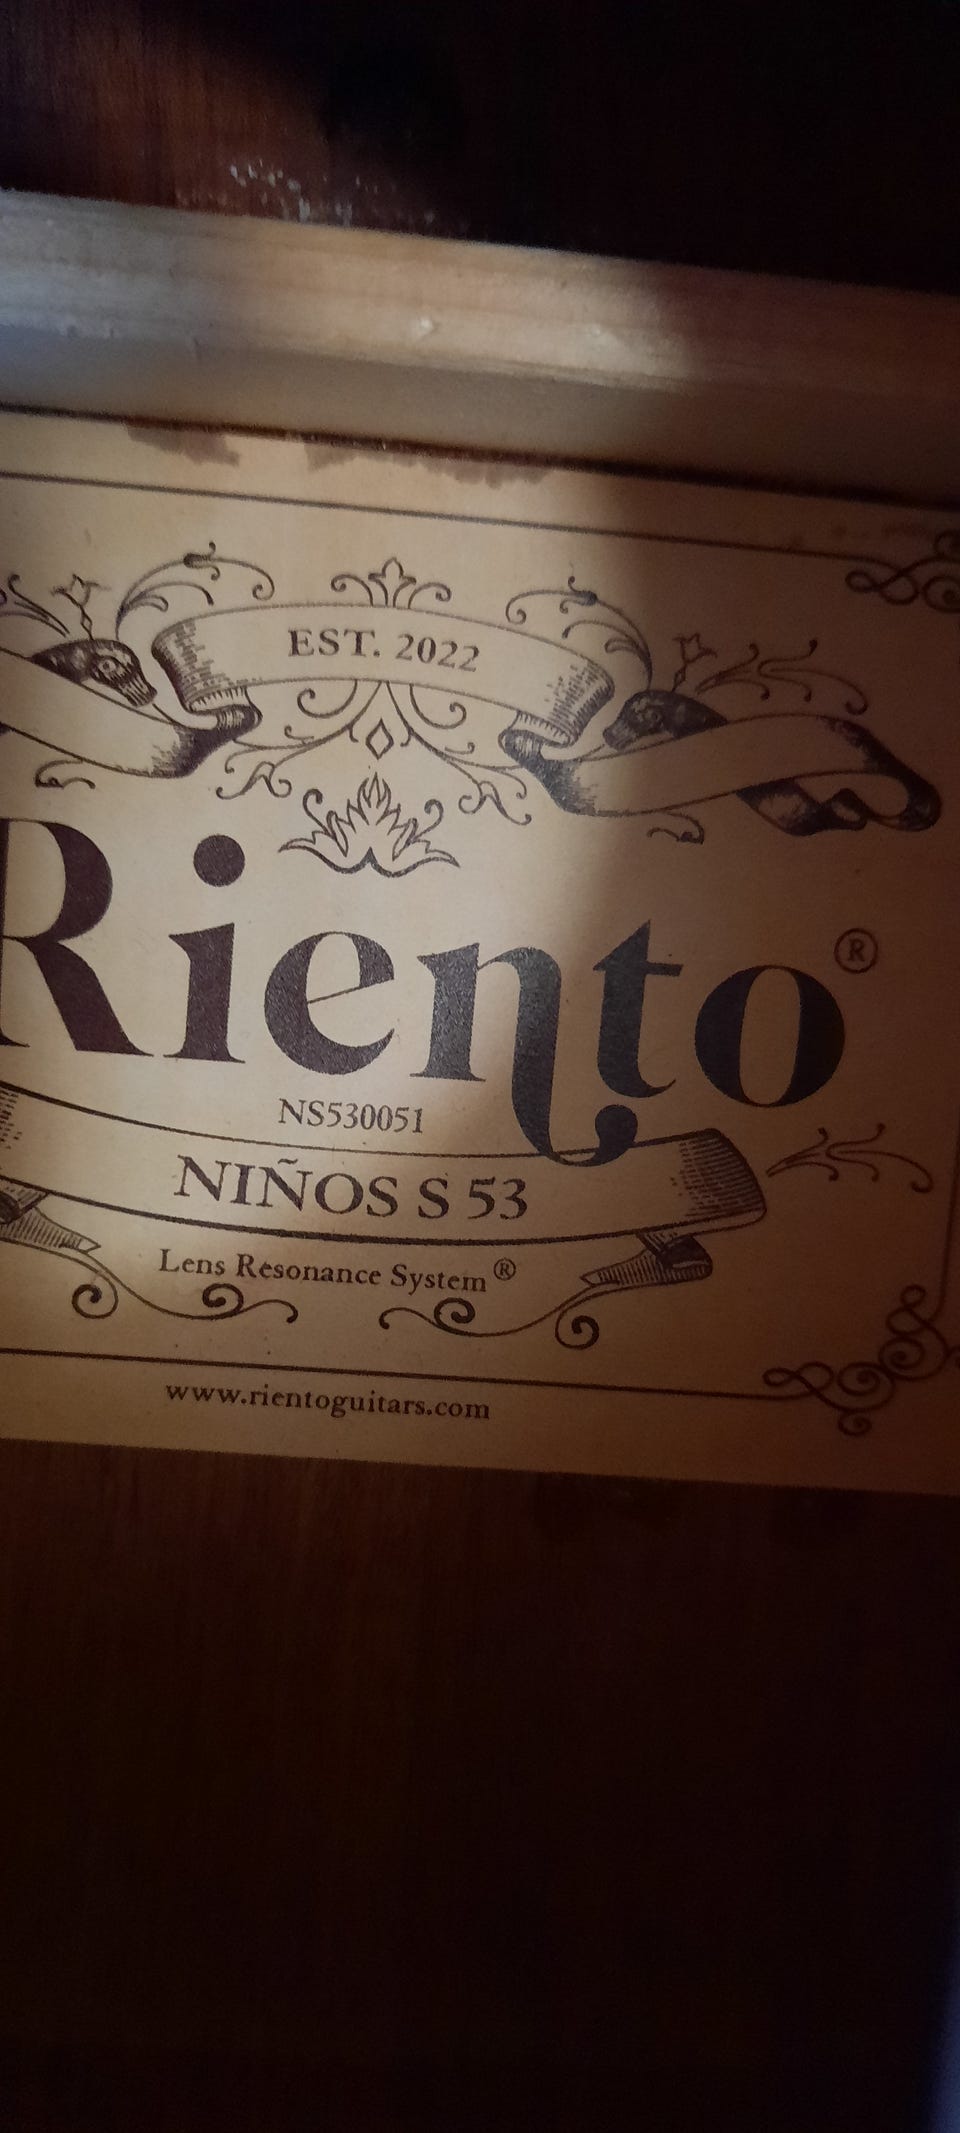 EST. 2022
Riento®
NS530051
NIÑOS S 53
Lens Resonance System®
www.rientoguitars.com